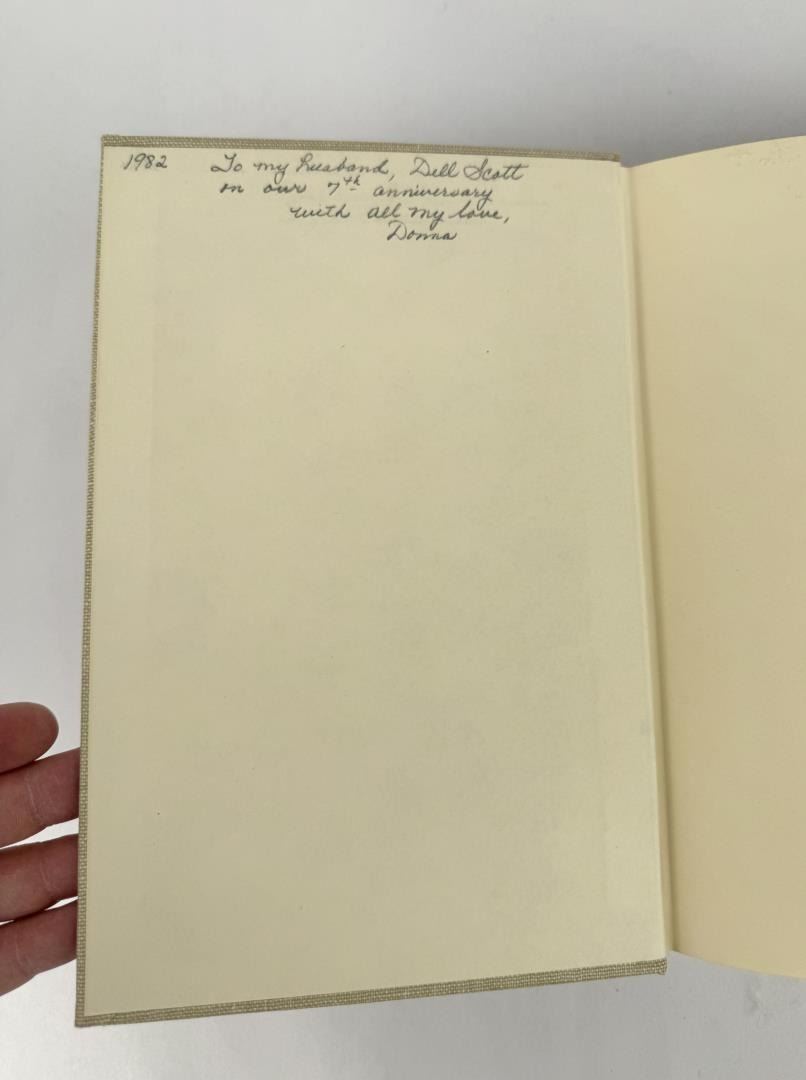 1982 To my husband, Dell Scott
on our 7th anniversary
with all my love,
Donna